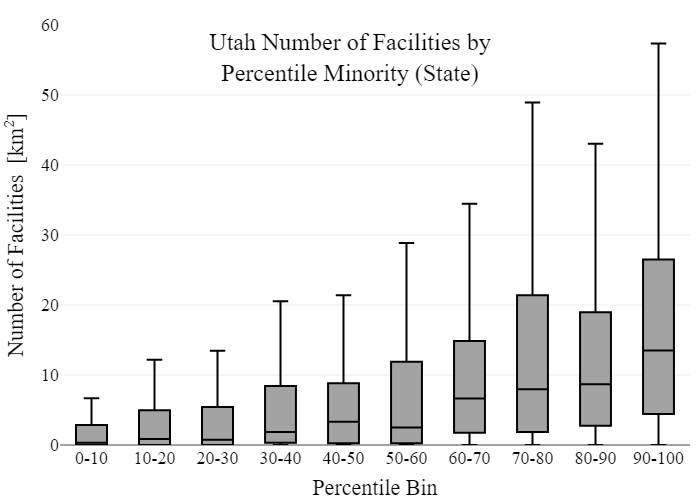 Utah Number of Facilities by
Percentile Minority (State)
Number of Facilities [km²]
60
50
40
30
20
10
0
0-10 10-20 20-30 30-40 40-50 50-60 60-70 70-80 80-90 90-100
Percentile Bin